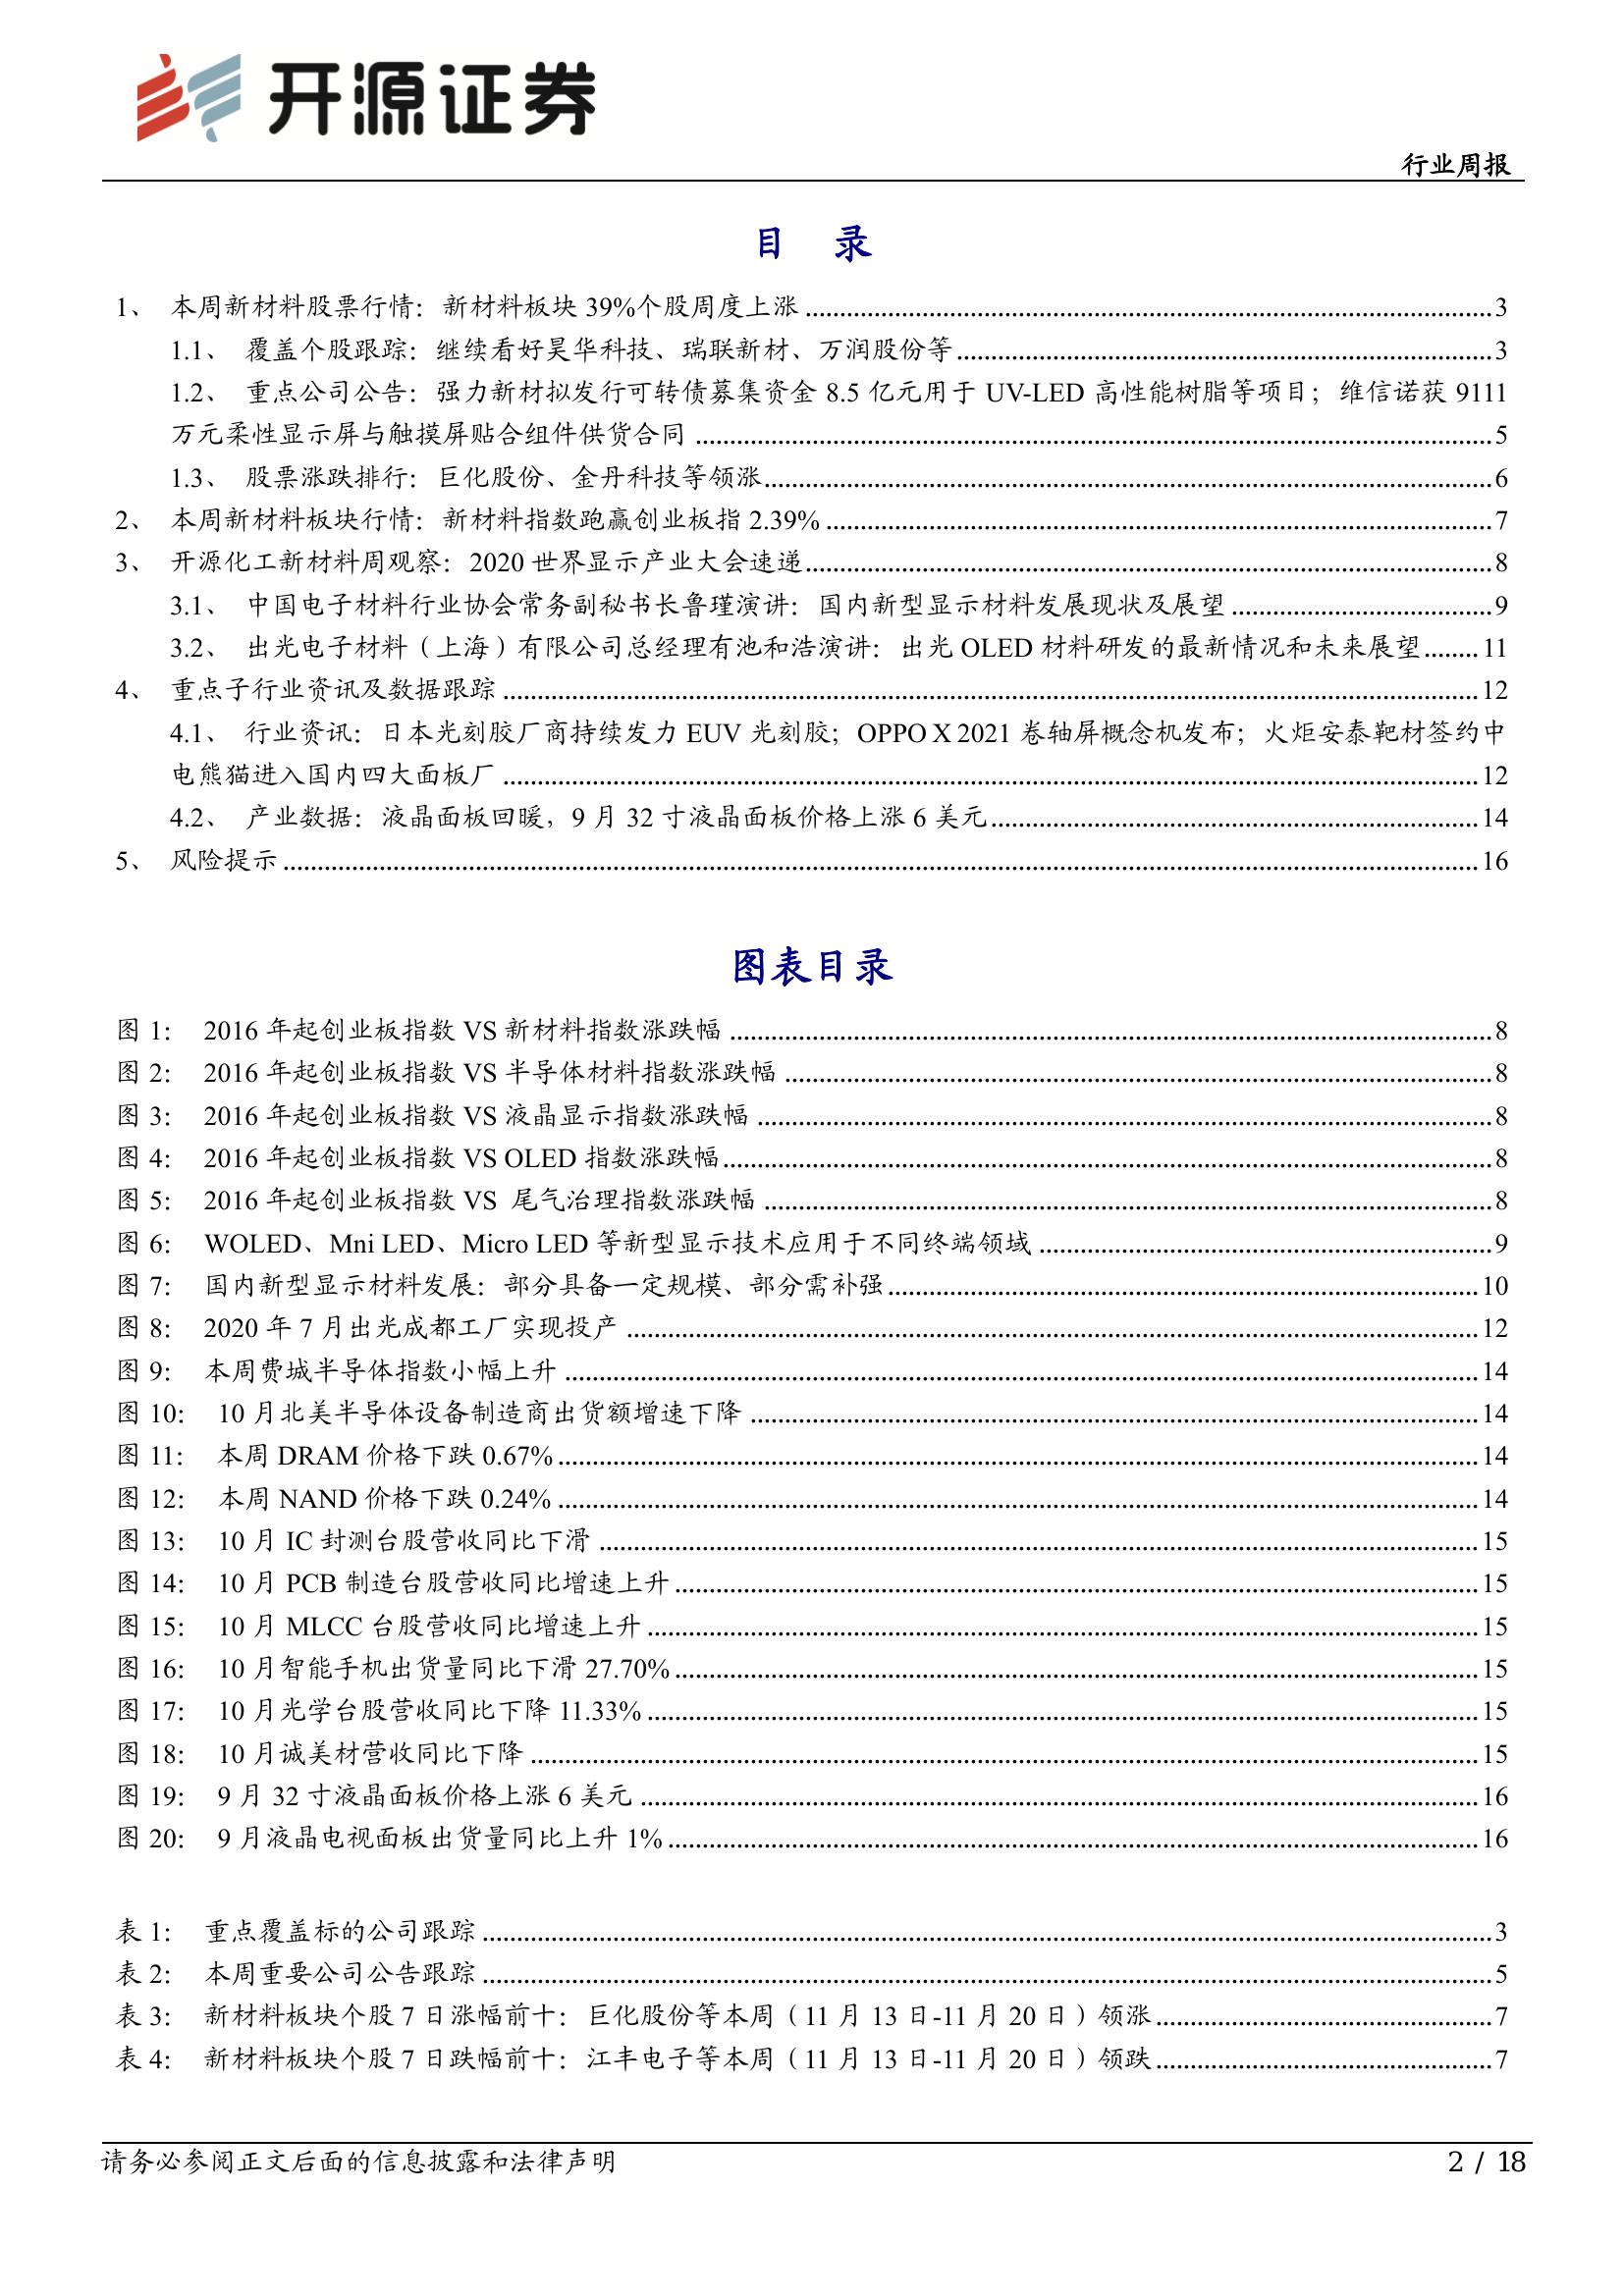 开源证券
行业周报
目 录
1、 本周新材料股票行情：新材料板块 39%个股周度上涨 ........ 3
1.1、 覆盖个股跟踪：继续看好昊华科技、瑞联新材、万润股份等 ........ 3
1.2、 重点公司公告：强力新材拟发行可转债募集资金 8.5 亿元用于 UV-LED 高性能树脂等项目；维信诺获 9111
万元柔性显示屏与触摸屏贴合组件供货合同 ........ 5
1.3、 股票涨跌排行：巨化股份、金丹科技等领涨 ........ 6
2、 本周新材料板块行情：新材料指数跑赢创业板指 2.39% ........ 7
3、 开源化工新材料周观察：2020 世界显示产业大会速递 ........ 8
3.1、 中国电子材料行业协会常务副秘书长鲁瑾演讲：国内新型显示材料发展现状及展望 ........ 9
3.2、 出光电子材料（上海）有限公司总经理有池和浩演讲：出光 OLED 材料研发的最新情况和未来展望 ........ 11
4、 重点子行业资讯及数据跟踪 ........ 12
4.1、 行业资讯：日本光刻胶厂商持续发力 EUV 光刻胶；OPPO X 2021 卷轴屏概念机发布；火炬安泰靶材签约中
电熊猫进入国内四大面板厂 ........ 12
4.2、 产业数据：液晶面板回暖，9 月 32 寸液晶面板价格上涨 6 美元 ........ 14
5、 风险提示 ........ 16
图表目录
图 1： 2016 年起创业板指数 VS 新材料指数涨跌幅 ........ 8
图 2： 2016 年起创业板指数 VS 半导体材料指数涨跌幅 ........ 8
图 3： 2016 年起创业板指数 VS 液晶显示指数涨跌幅 ........ 8
图 4： 2016 年起创业板指数 VS OLED 指数涨跌幅 ........ 8
图 5： 2016 年起创业板指数 VS 尾气治理指数涨跌幅 ........ 8
图 6： WOLED、Mni LED、Micro LED 等新型显示技术应用于不同终端领域 ........ 9
图 7： 国内新型显示材料发展：部分具备一定规模、部分需补强 ........ 10
图 8： 2020 年 7 月出光成都工厂实现投产 ........ 12
图 9： 本周费城半导体指数小幅上升 ........ 14
图 10： 10 月北美半导体设备制造商出货额增速下降 ........ 14
图 11： 本周 DRAM 价格下跌 0.67% ........ 14
图 12： 本周 NAND 价格下跌 0.24% ........ 14
图 13： 10 月 IC 封测台股营收同比下滑 ........ 15
图 14： 10 月 PCB 制造台股营收同比增速上升 ........ 15
图 15： 10 月 MLCC 台股营收同比增速上升 ........ 15
图 16： 10 月智能手机出货量同比下滑 27.70% ........ 15
图 17： 10 月光学台股营收同比下降 11.33% ........ 15
图 18： 10 月诚美材营收同比下降 ........ 15
图 19： 9 月 32 寸液晶面板价格上涨 6 美元 ........ 16
图 20： 9 月液晶电视面板出货量同比上升 1% ........ 16
表 1： 重点覆盖标的公司跟踪 ........ 3
表 2： 本周重要公司公告跟踪 ........ 5
表 3： 新材料板块个股 7 日涨幅前十：巨化股份等本周（11 月 13 日-11 月 20 日）领涨 ........ 7
表 4： 新材料板块个股 7 日跌幅前十：江丰电子等本周（11 月 13 日-11 月 20 日）领跌 ........ 7
请务必参阅正文后面的信息披露和法律声明
2 / 18